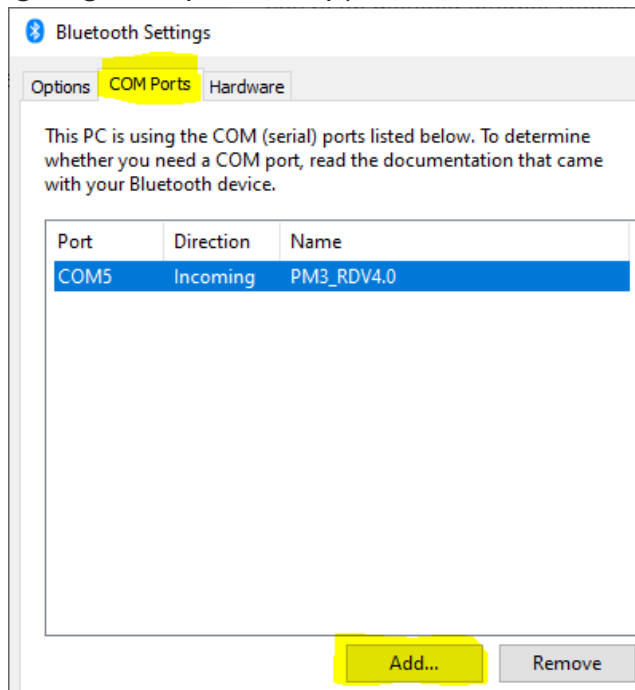 Bluetooth Settings
Options COM Ports Hardware
This PC is using the COM (serial) ports listed below. To determine
whether you need a COM port, read the documentation that came
with your Bluetooth device.
Port Direction Name
COM5 Incoming PM3_RDV4.0
Add... Remove